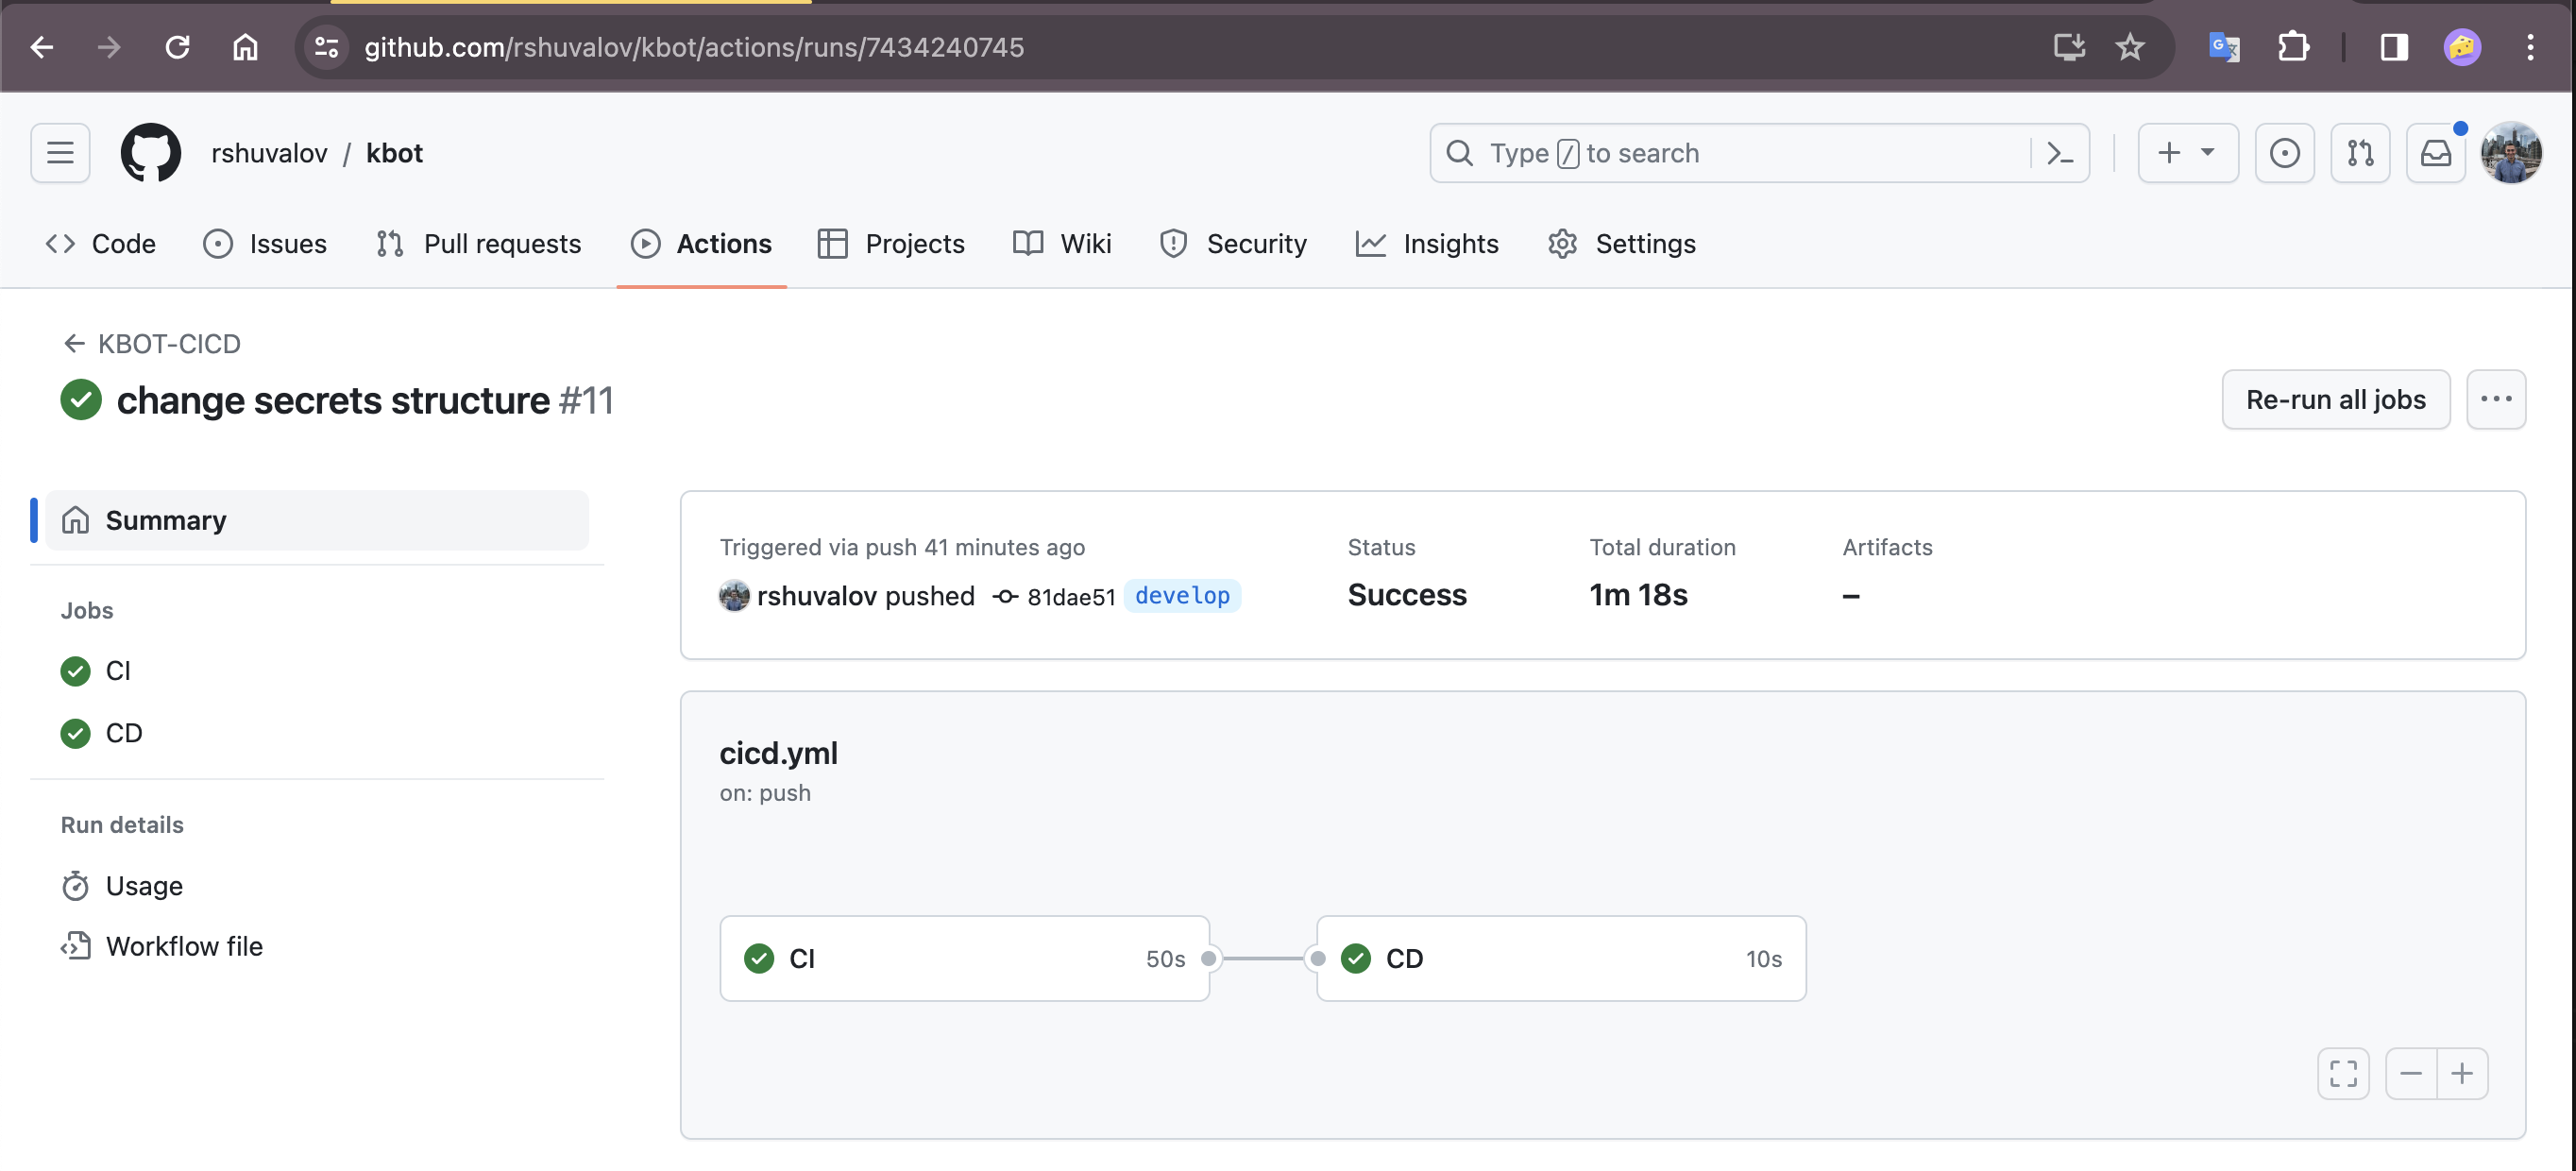 github.com/rshuvalov/kbot/actions/runs/7434240745
rshuvalov / kbot
Type / to search
Code Issues Pull requests Actions Projects Wiki Security Insights Settings
KBOT-CICD
change secrets structure #11
Re-run all jobs
Summary
Triggered via push 41 minutes ago
rshuvalov pushed 81dae51 develop
Status
Success
Total duration
1m 18s
Artifacts
–
Jobs
CI
CD
Run details
Usage
Workflow file
cicd.yml
on: push
CI 50s
CD 10s